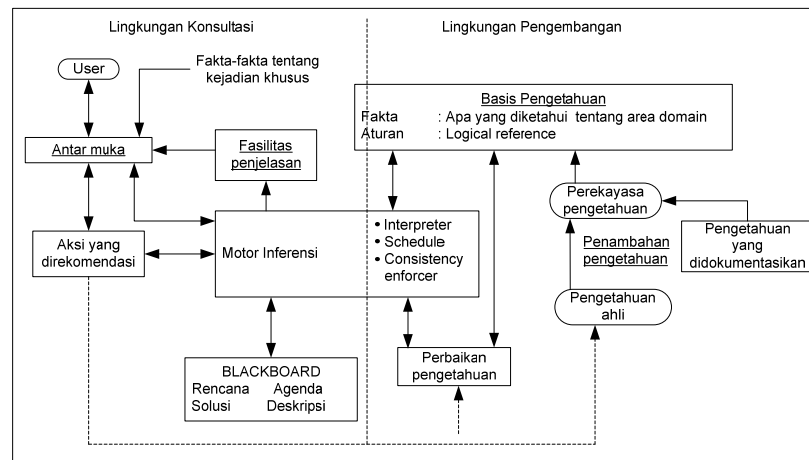 Lingkungan Konsultasi
Lingkungan Pengembangan
User
Fakta-fakta tentang
kejadian khusus
Basis Pengetahuan
Fakta : Apa yang diketahui tentang area domain
Aturan : Logical reference
Antar muka
Fasilitas
penjelasan
Perekayasa
pengetahuan
Aksi yang
direkomendasi
Motor Inferensi
• Interpreter
• Schedule
• Consistency
enforcer
Penambahan
pengetahuan
Pengetahuan
yang
didokumentasikan
Pengetahuan
ahli
BLACKBOARD
Rencana Agenda
Solusi Deskripsi
Perbaikan
pengetahuan